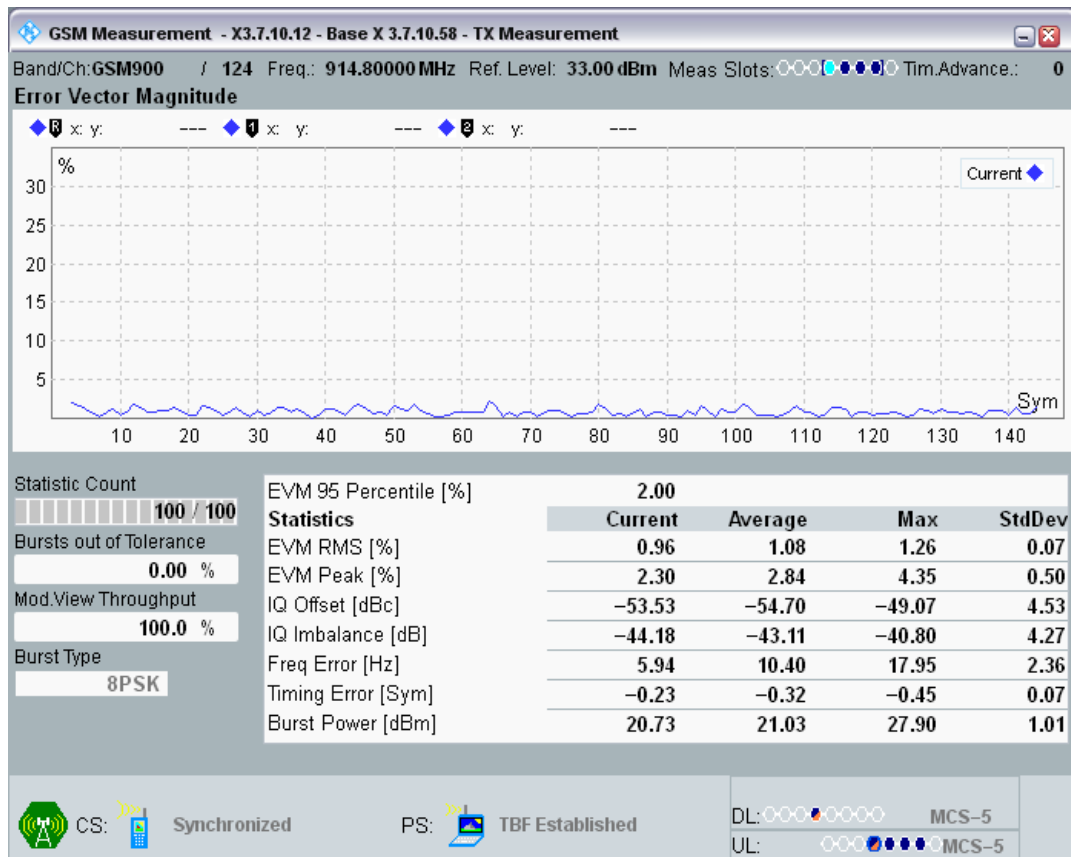 GSM Measurement - X3.7.10.12 - Base X 3.7.10.58 - TX Measurement
Band/Ch:GSM900 / 124 Freq.: 914.80000 MHz Ref. Level: 33.00 dBm Meas Slots: Tim.Advance.: 0
Error Vector Magnitude
R x: y: --- 1 x: y: --- 2 x: y: ---
%
Current
30
25
20
15
10
5
Sym
10 20 30 40 50 60 70 80 90 100 110 120 130 140
Statistic Count
100 / 100
Bursts out of Tolerance
0.00 %
Mod.View Throughput
100.0 %
Burst Type
8PSK
EVM 95 Percentile [%] 2.00
Statistics Current Average Max StdDev
EVM RMS [%] 0.96 1.08 1.26 0.07
EVM Peak [%] 2.30 2.84 4.35 0.50
IQ Offset [dBc] −53.53 −54.70 −49.07 4.53
IQ Imbalance [dB] −44.18 −43.11 −40.80 4.27
Freq Error [Hz] 5.94 10.40 17.95 2.36
Timing Error [Sym] −0.23 −0.32 −0.45 0.07
Burst Power [dBm] 20.73 21.03 27.90 1.01
CS: Synchronized PS: TBF Established
DL: MCS−5
UL: MCS−5